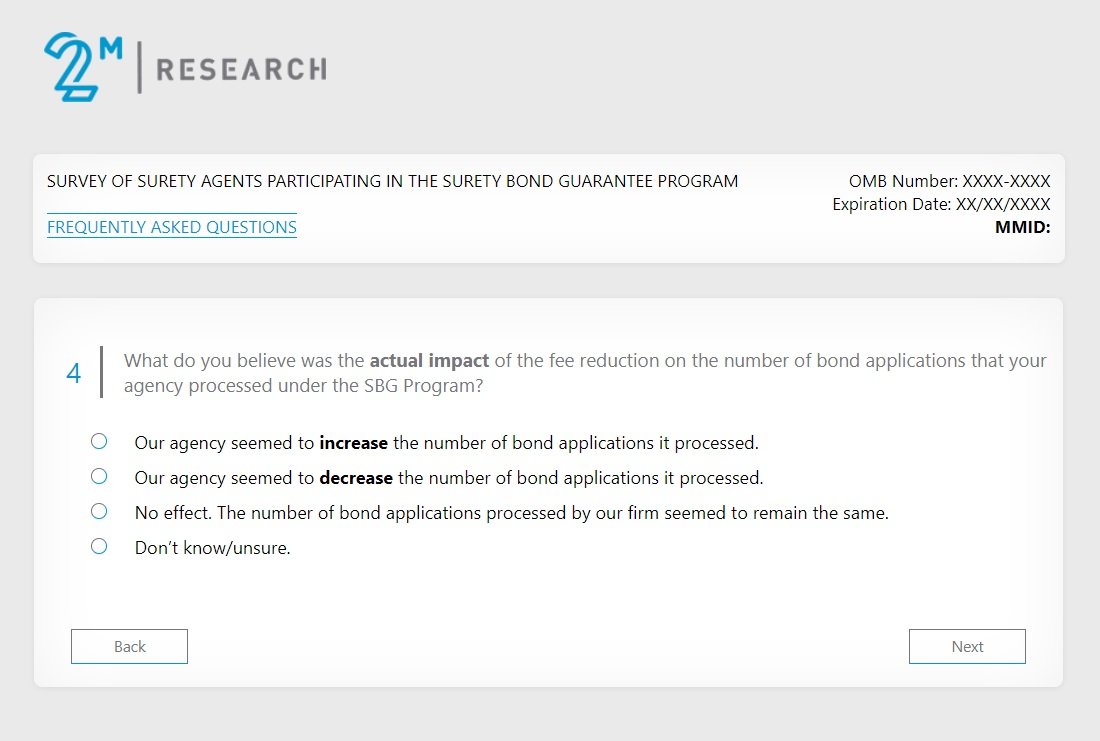 2M | RESEARCH
SURVEY OF SURETY AGENTS PARTICIPATING IN THE SURETY BOND GUARANTEE PROGRAM
OMB Number: XXXX-XXXX
Expiration Date: XX/XX/XXXX
FREQUENTLY ASKED QUESTIONS
MMID:
4
What do you believe was the actual impact of the fee reduction on the number of bond applications that your
agency processed under the SBG Program?
Our agency seemed to increase the number of bond applications it processed.
Our agency seemed to decrease the number of bond applications it processed.
No effect. The number of bond applications processed by our firm seemed to remain the same.
Don’t know/unsure.
Back
Next